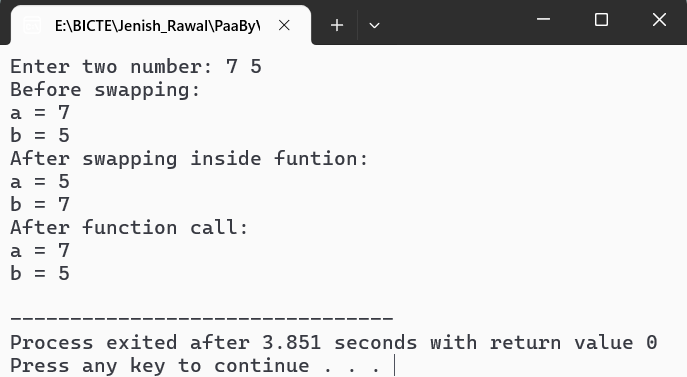 E:\BICTE\Jenish_Rawal\PaaBy\
Enter two number: 7 5
Before swapping:
a = 7
b = 5
After swapping inside funtion:
a = 5
b = 7
After function call:
a = 7
b = 5
--------------------------------
Process exited after 3.851 seconds with return value 0
Press any key to continue . . .